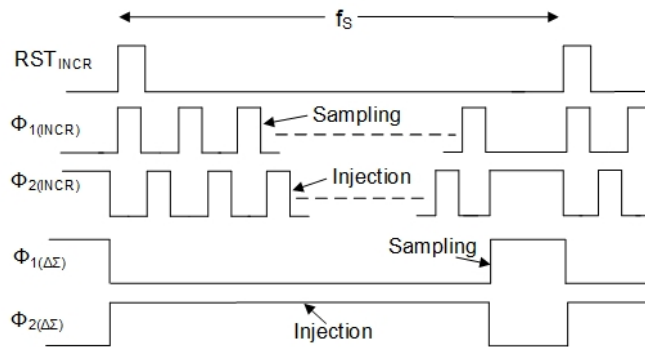 fS
RSTINCR
Φ1(INCR)
Sampling
Φ2(INCR)
Injection
Φ1(ΔΣ)
Sampling
Φ2(ΔΣ)
Injection